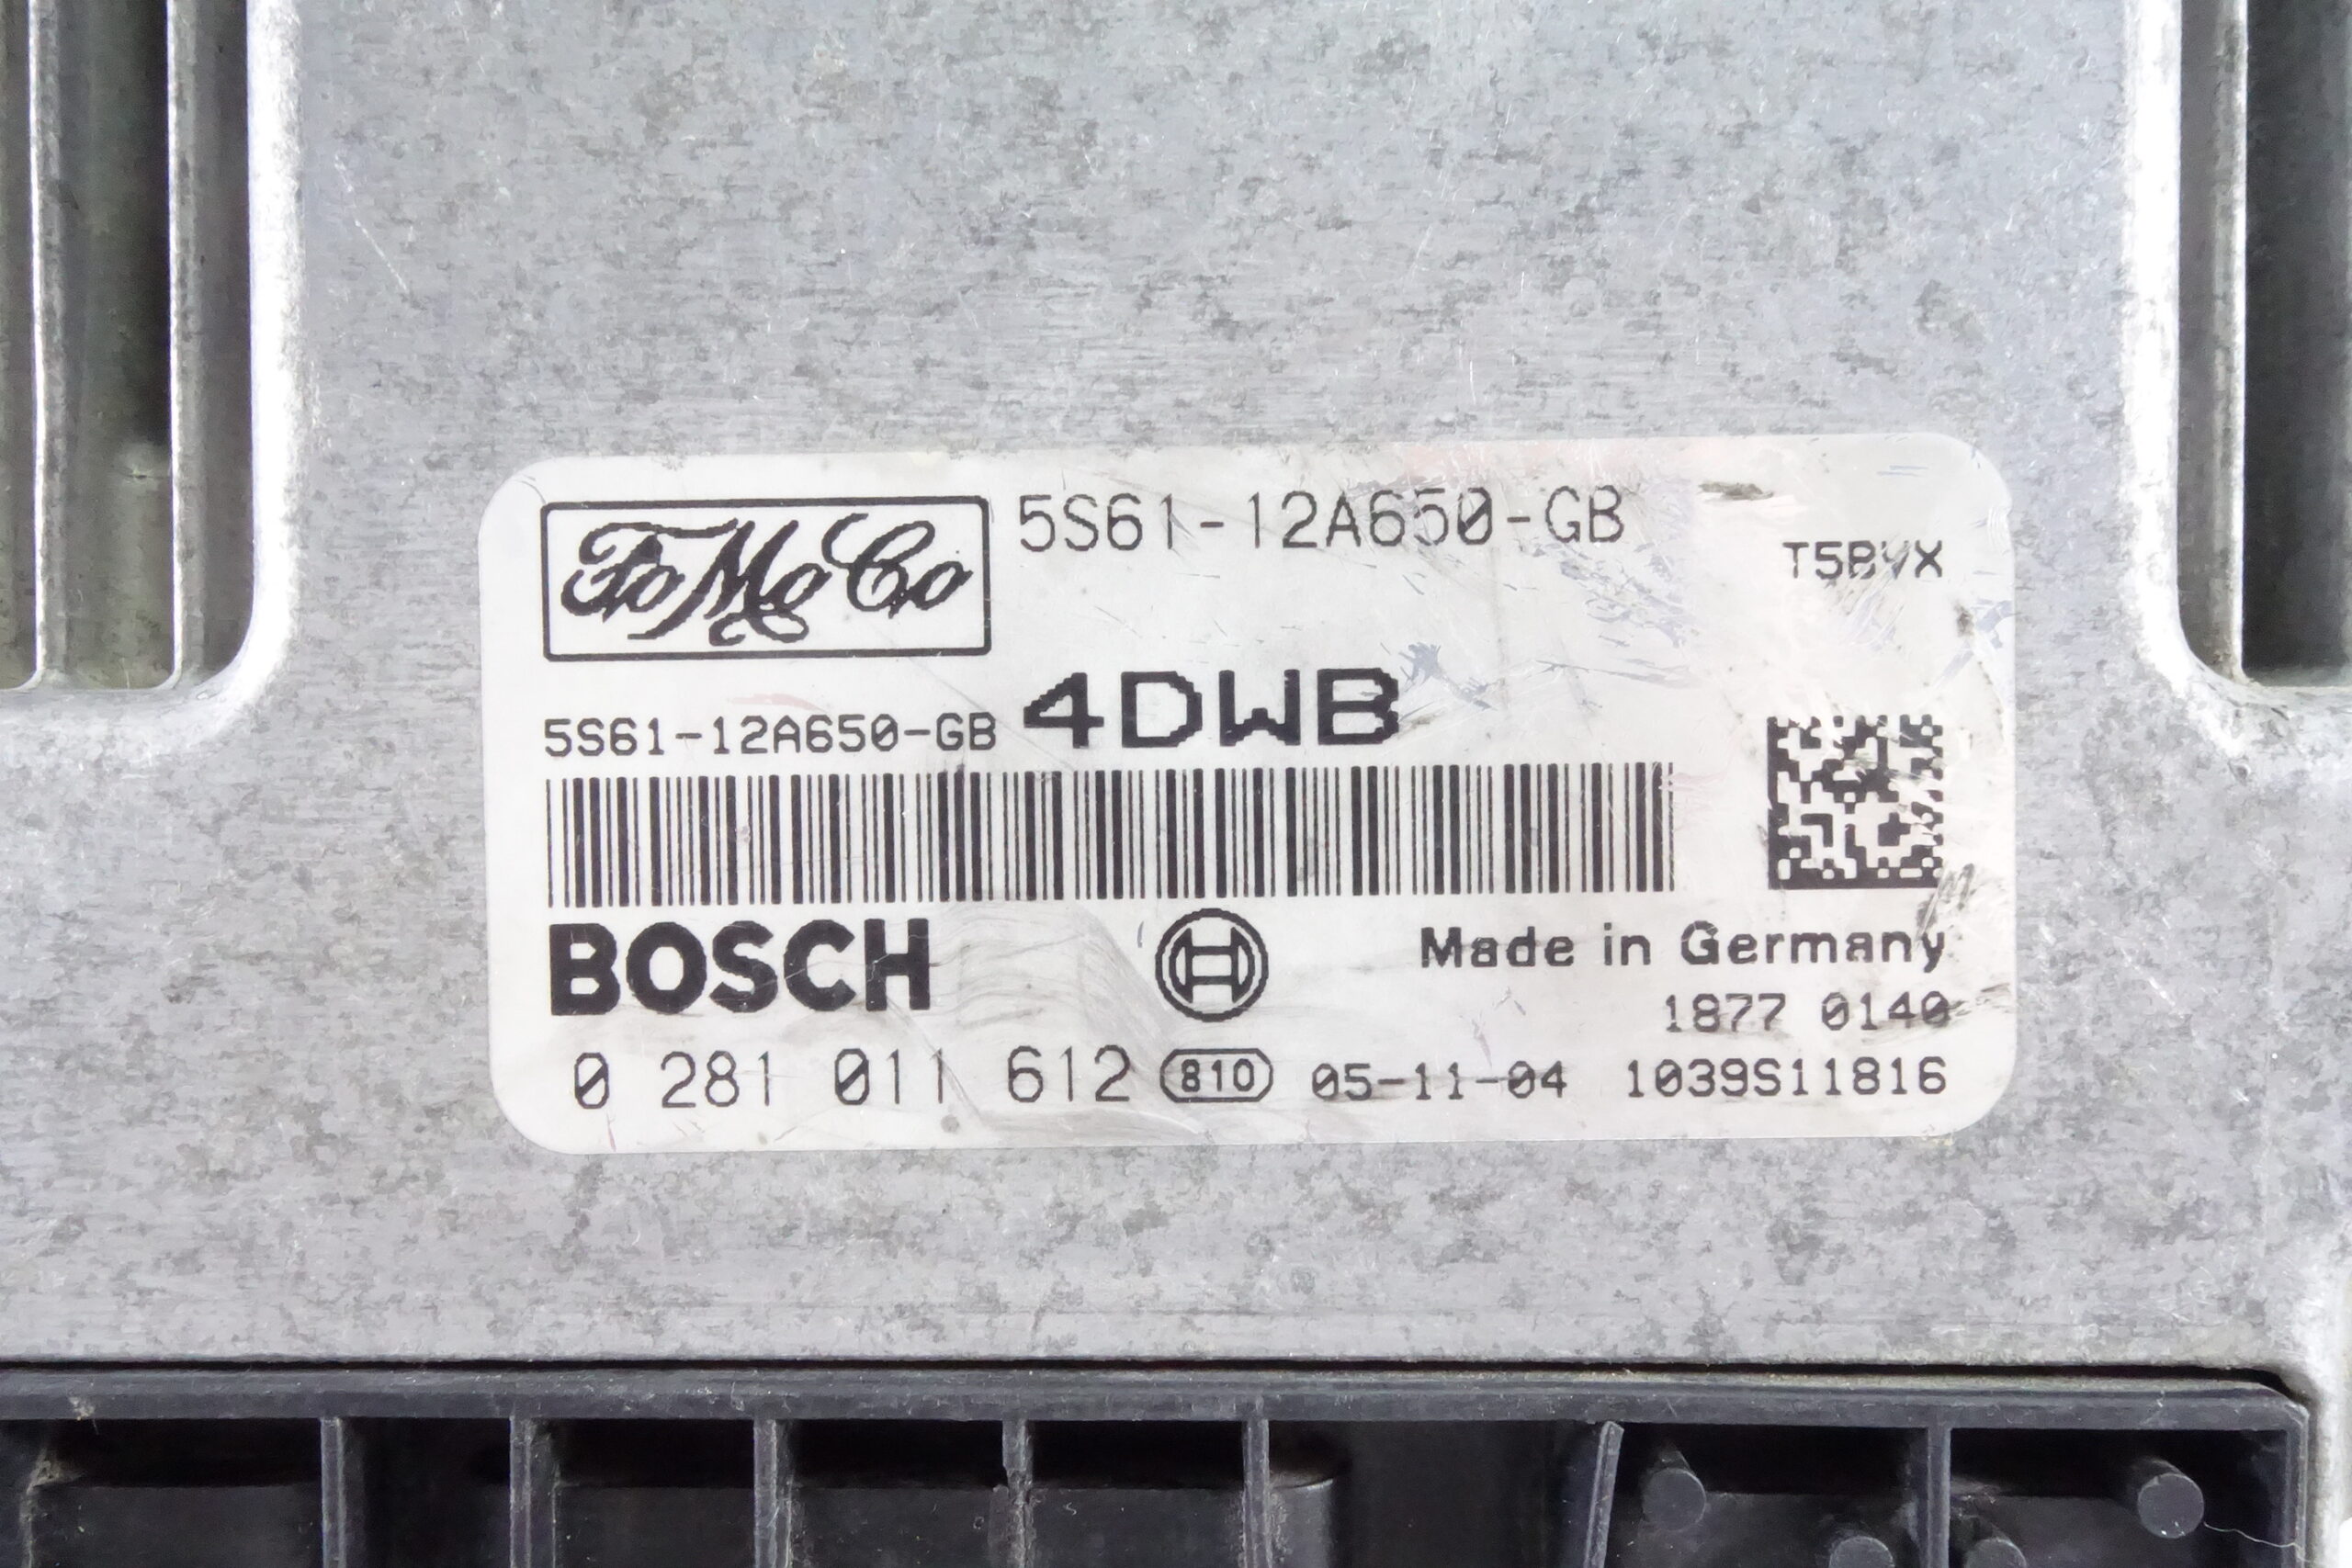 FoMoCo 5S61-12A650-GB
T5BVX
5S61-12A650-GB 4DWB
BOSCH Made in Germany
1877 0140
0 281 011 612 810 05-11-04 1039S11816